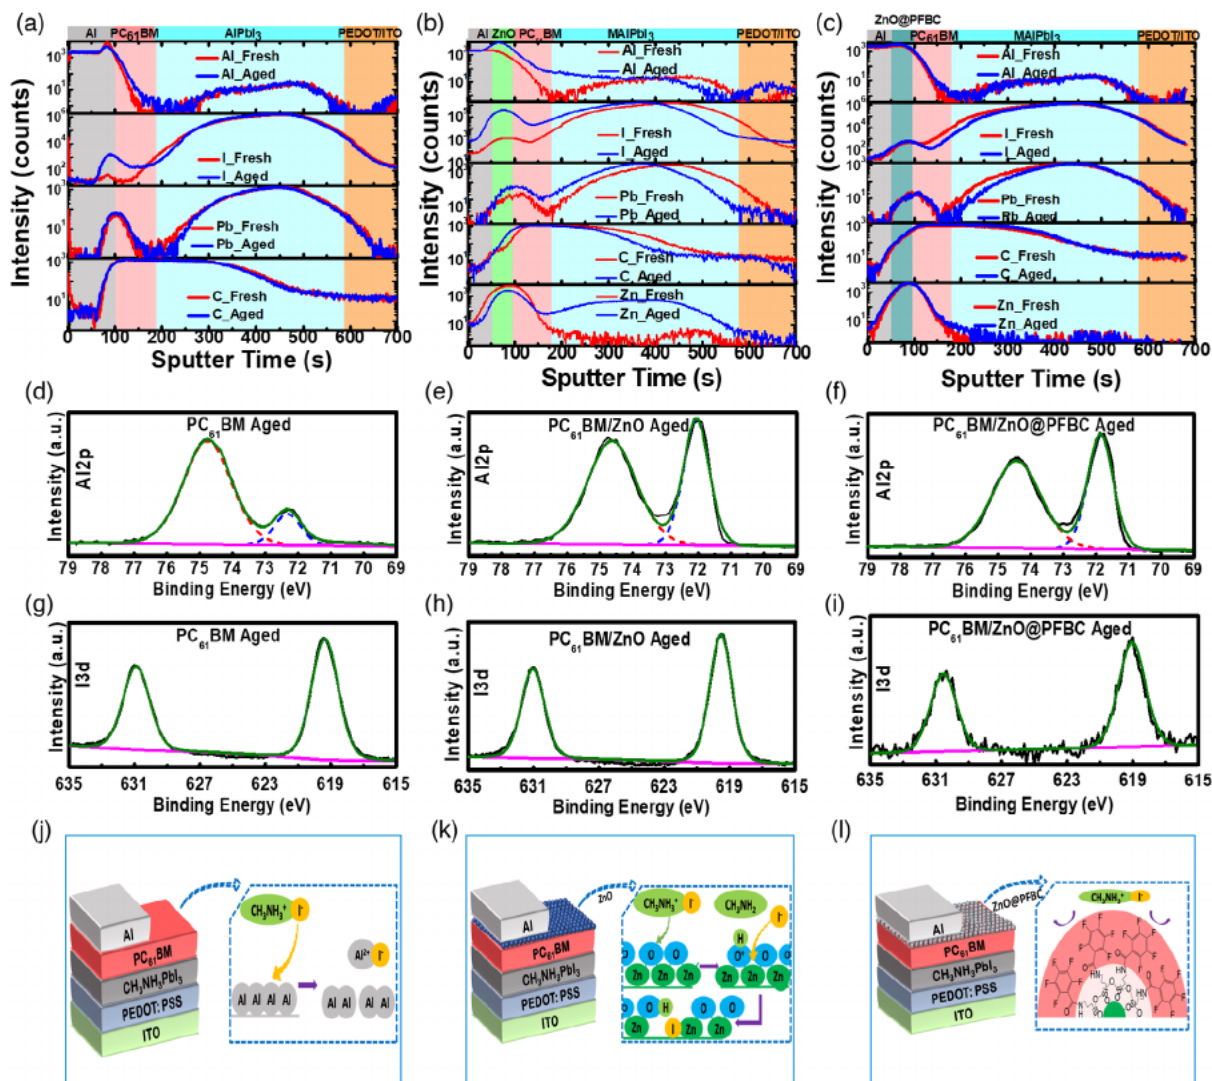 (a)
Al PC61BM AlPbI3 PEDOT/ITO
Al_Fresh
Al_Aged
I_Fresh
I_Aged
Pb_Fresh
Pb_Aged
C_Fresh
C_Aged
Intensity (counts)
0 100 200 300 400 500 600 700
Sputter Time (s)
(b)
Al ZnO MAIPbI3 PEDOT/ITO
Al_Fresh
Al_Aged
I_Fresh
I_Aged
Pb_Fresh
Pb_Aged
C_Fresh
C_Aged
Zn_Fresh
Zn_Aged
Intensity (counts)
0 100 200 300 400 500 600 700
Sputter Time (s)
(c)
ZnO@PFBC
Al PC61BM MAIPbI3 PEDOT/ITO
Al_Fresh
Al_Aged
I_Fresh
I_Aged
Pb_Fresh
C_Fresh
C_Aged
Zn_Fresh
Zn_Aged
Intensity (counts)
0 100 200 300 400 500 600 700
Sputter Time (s)
(d)
PC61BM Aged
Al2p
Intensity (a.u.)
79 78 77 76 75 74 73 72 71 70 69
Binding Energy (eV)
(e)
PC61BM/ZnO Aged
Al2p
Intensity (a.u.)
79 78 77 76 75 74 73 72 71 70 69
Binding Energy (eV)
(f)
PC61BM/ZnO@PFBC Aged
Al2p
Intensity (a.u.)
79 78 77 76 75 74 73 72 71 70 69
Binding Energy (eV)
(g)
PC61BM Aged
I3d
Intensity (a.u.)
635 631 627 623 619 615
Binding Energy (eV)
(h)
PC61BM/ZnO Aged
I3d
Intensity (a.u.)
635 631 627 623 619 615
Binding Energy (eV)
(i)
PC61BM/ZnO@PFBC Aged
I3d
Intensity (a.u.)
635 631 627 623 619 615
Binding Energy (eV)
(j)
Al
PC61BM
CH3NH3PbI3
PEDOT: PSS
ITO
CH3NH3+ I-
Al3+ I-
Al Al Al Al
Al Al Al Al
(k)
ZnO
Al
PC61BM
CH3NH3PbI3
PEDOT: PSS
ITO
CH3NH3+ I-
CH3NH2 I-
H
O O O O O+ O O
Zn Zn Zn Zn Zn Zn Zn
O O H O O
Zn I Zn Zn
(l)
ZnO@PFBC
Al
PC61BM
CH3NH3PbI3
PEDOT: PSS
ITO
CH3NH3+ I-